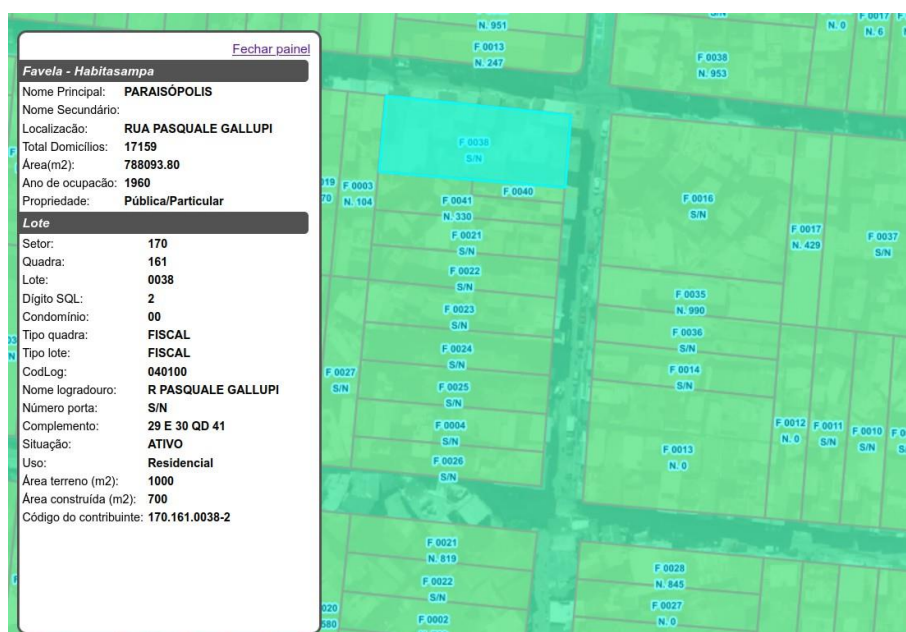 Fechar painel
Favela - Habitasampa
Nome Principal: PARAISÓPOLIS
Nome Secundário:
Localizacão: RUA PASQUALE GALLUPI
Total Domicílios: 17159
Área(m2): 788093.80
Ano de ocupacão: 1960
Propriedade: Pública/Particular
Lote
Setor: 170
Quadra: 161
Lote: 0038
Dígito SQL: 2
Condomínio: 00
Tipo quadra: FISCAL
Tipo lote: FISCAL
CodLog: 040100
Nome logradouro: R PASQUALE GALLUPI
Número porta: S/N
Complemento: 29 E 30 QD 41
Situação: ATIVO
Uso: Residencial
Área terreno (m2): 1000
Área construída (m2): 700
Código do contribuinte: 170.161.0038-2
N. 951
F 0013
N. 247
F 0038
N. 953
N. 0
F 0017
N. 6
F 0038
S/N
F 0003
N. 104
F 0040
F 0041
N. 330
F 0021
S/N
F 0022
S/N
F 0023
S/N
F 0024
S/N
F 0027
S/N
F 0025
S/N
F 0004
S/N
F 0026
S/N
F 0016
S/N
F 0017
N. 429
F 0037
S/N
F 0035
N. 990
F 0036
S/N
F 0014
S/N
F 0013
N. 0
F 0012
N. 0
F 0011
S/N
F 0010
S/N
F 0021
N. 819
F 0022
S/N
F 0002
F 0028
N. 845
F 0027
N. 0